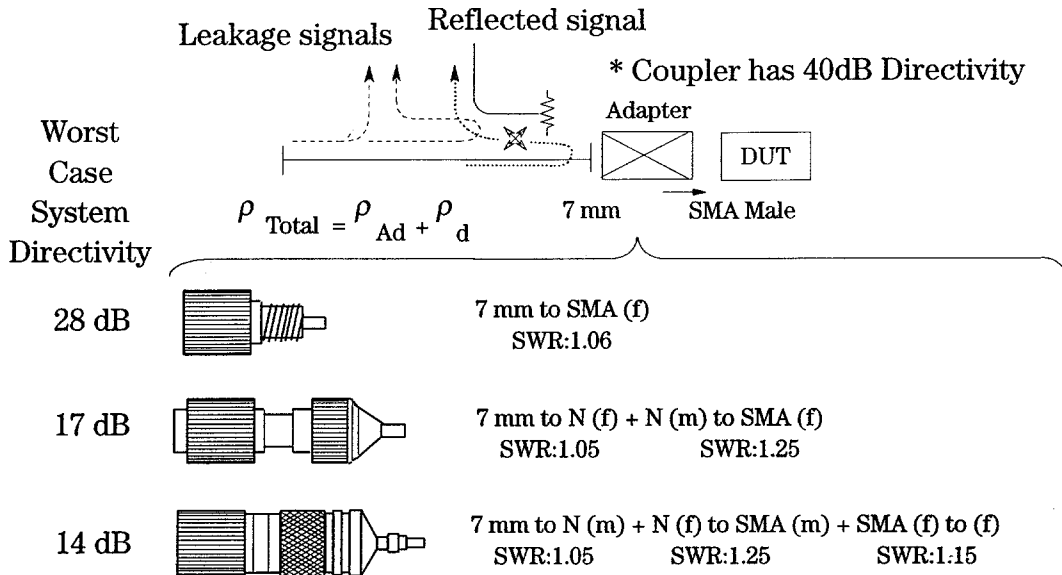 Leakage signals
Reflected signal
* Coupler has 40dB Directivity
Adapter
DUT
Worst
Case
System
Directivity
ρ Total = ρ Ad + ρ d
7 mm
SMA Male
28 dB
7 mm to SMA (f)
SWR:1.06
17 dB
7 mm to N (f) + N (m) to SMA (f)
SWR:1.05 SWR:1.25
14 dB
7 mm to N (m) + N (f) to SMA (m) + SMA (f) to (f)
SWR:1.05 SWR:1.25 SWR:1.15